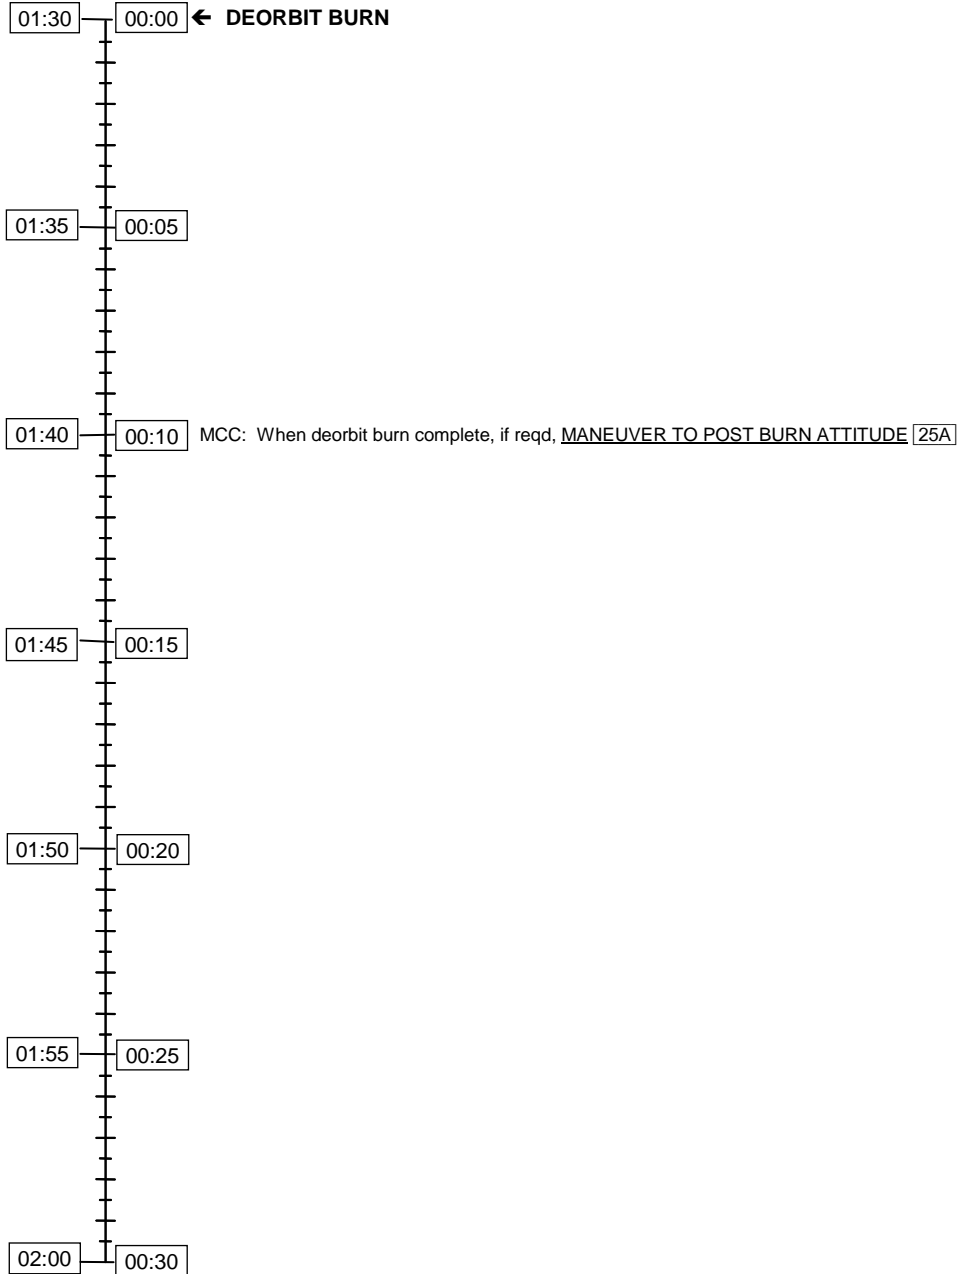 01:30 00:00 🡸 DEORBIT BURN
01:35 00:05
01:40 00:10 MCC: When deorbit burn complete, if reqd, MANEUVER TO POST BURN ATTITUDE 25A
01:45 00:15
01:50 00:20
01:55 00:25
02:00 00:30